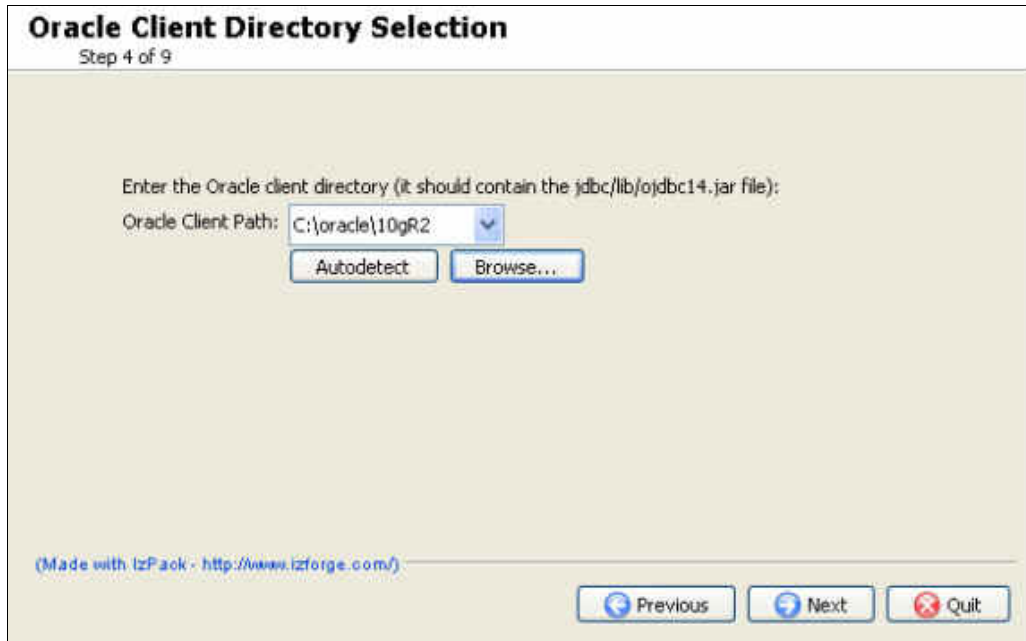 Oracle Client Directory Selection
Step 4 of 9
Enter the Oracle client directory (it should contain the jdbc/lib/ojdbc14.jar file):
Oracle Client Path: C:\oracle\10gR2
Autodetect Browse...
(Made with IzPack - http://www.izforge.com/)
Previous Next Quit